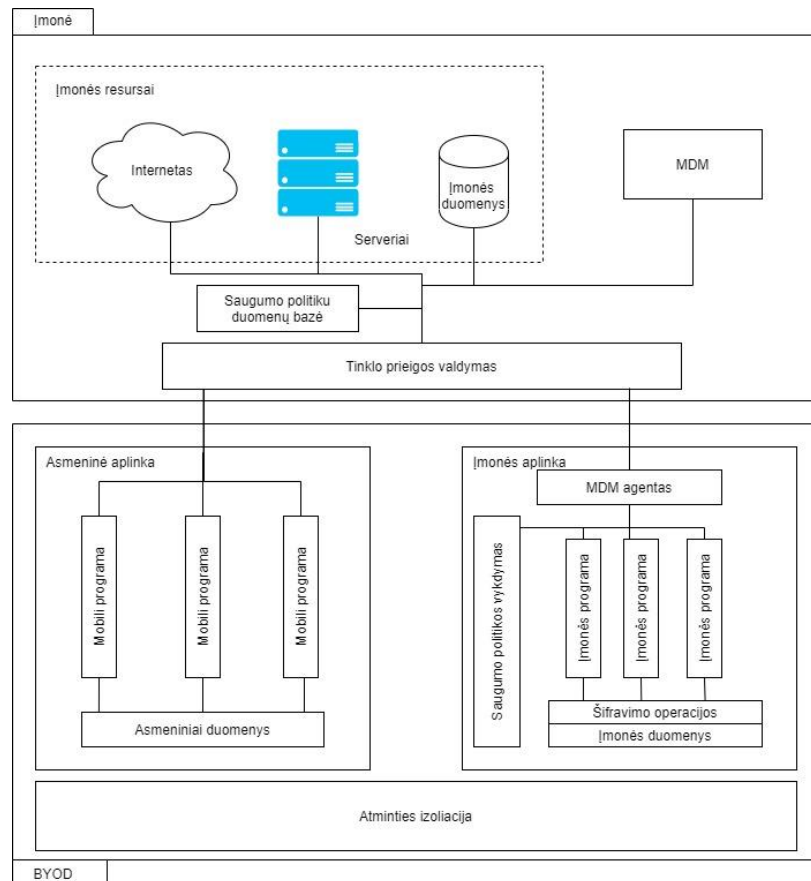 Įmonė
Įmonės resursai
Internetas
Serveriai
Įmonės
duomenys
MDM
Saugumo politiku
duomenų bazė
Tinklo prieigos valdymas
Asmeninė aplinka
Mobili programa
Mobili programa
Mobili programa
Asmeniniai duomenys
Įmonės aplinka
MDM agentas
Saugumo politikos vykdymas
Įmonės programa
Įmonės programa
Įmonės programa
Šifravimo operacijos
Įmonės duomenys
Atminties izoliacija
BYOD